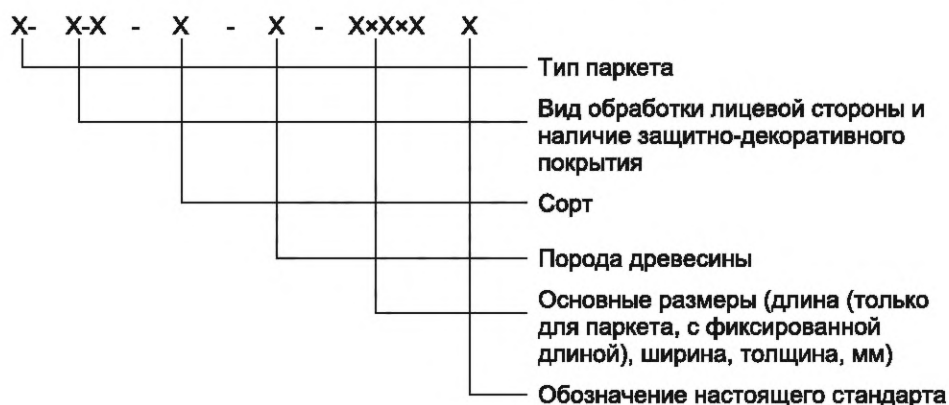 Х- Х-Х - Х - Х - Х×Х×Х Х
Тип паркета
Вид обработки лицевой стороны и
наличие защитно-декоративного
покрытия
Сорт
Порода древесины
Основные размеры (длина (только
для паркета, с фиксированной
длиной), ширина, толщина, мм)
Обозначение настоящего стандарта